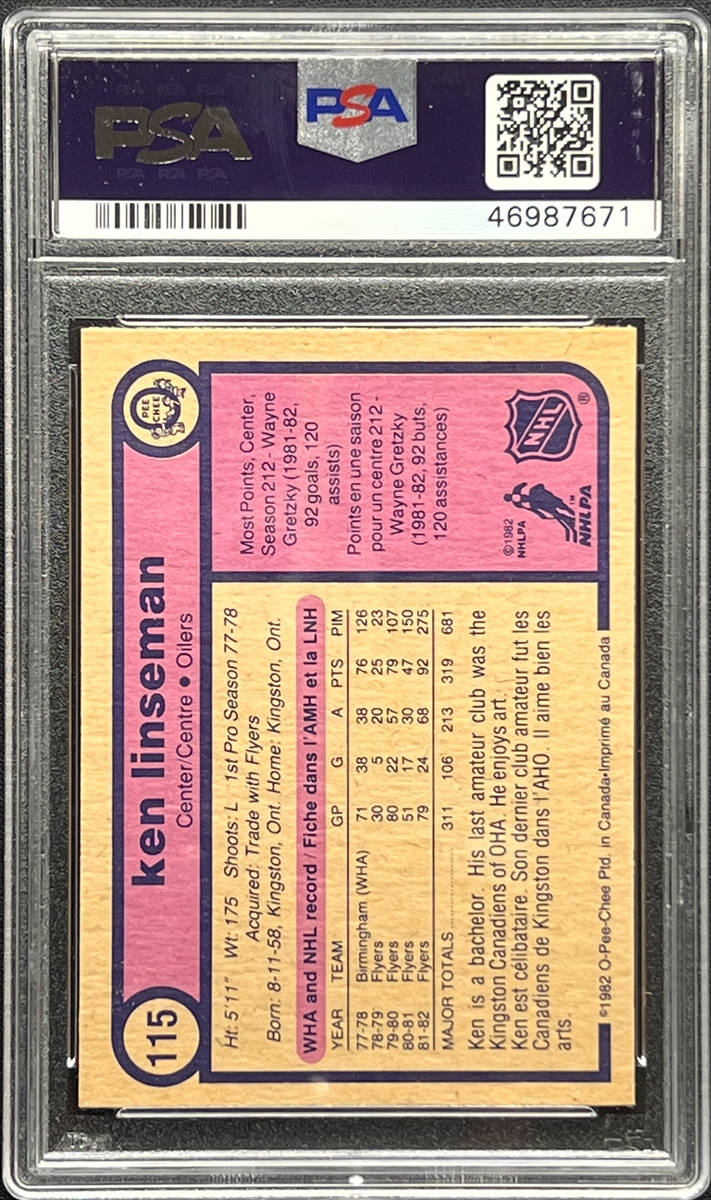 PSA
PSA
46987671
115
ken linseman
Center/Centre • Oilers
O
PEE
CHEE
Ht: 5'11" Wt: 175 Shoots: L 1st Pro Season 77-78
Acquired: Trade with Flyers
Born: 8-11-58, Kingston, Ont. Home: Kingston, Ont.
WHA and NHL record / Fiche dans l'AMH et la LNH
YEAR TEAM GP G A PTS PIM
77-78 Birmingham (WHA) 71 38 38 76 126
78-79 Flyers 30 5 20 25 23
79-80 Flyers 80 22 57 79 107
80-81 Flyers 51 17 30 47 150
81-82 Flyers 79 24 68 92 275
MAJOR TOTALS 311 106 213 319 681
Ken is a bachelor. His last amateur club was the
Kingston Canadiens of OHA. He enjoys art.
Ken est célibataire. Son dernier club amateur fut les
Canadiens de Kingston dans l'AHO. Il aime bien les
arts.
Most Points, Center,
Season 212 - Wayne
Gretzky (1981-82,
92 goals, 120
assists)
Points en une saison
pour un centre 212 -
Wayne Gretzky
(1981-82, 92 buts,
120 assistances)
©1982
NHLPA
NHLPA™
NHL®
©1982 O-Pee-Chee Ptd. in Canada•Imprimé au Canada